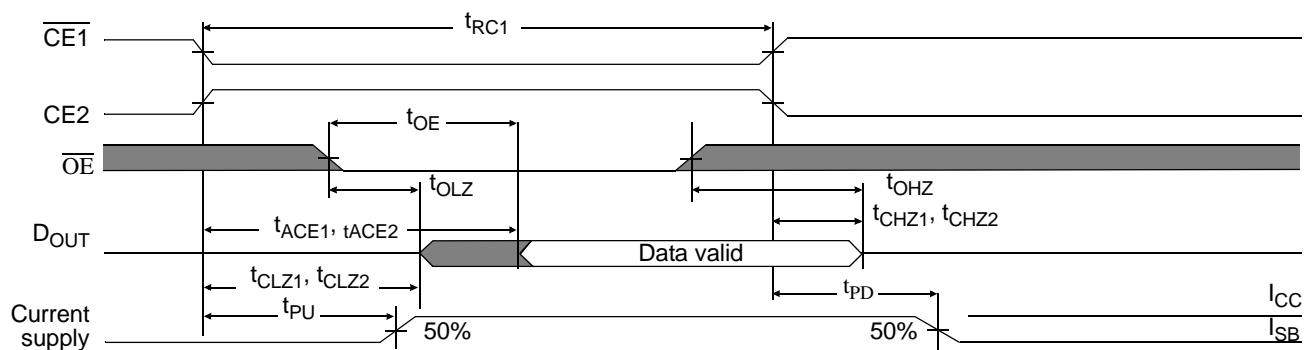 tRC1
CE1
CE2
tOE
OE
tOLZ
tOHZ
tCHZ1, tCHZ2
tACE1, tACE2
DOUT
Data valid
tCLZ1, tCLZ2
tPD
tPU
ICC
Current
supply
50%
50%
ISB